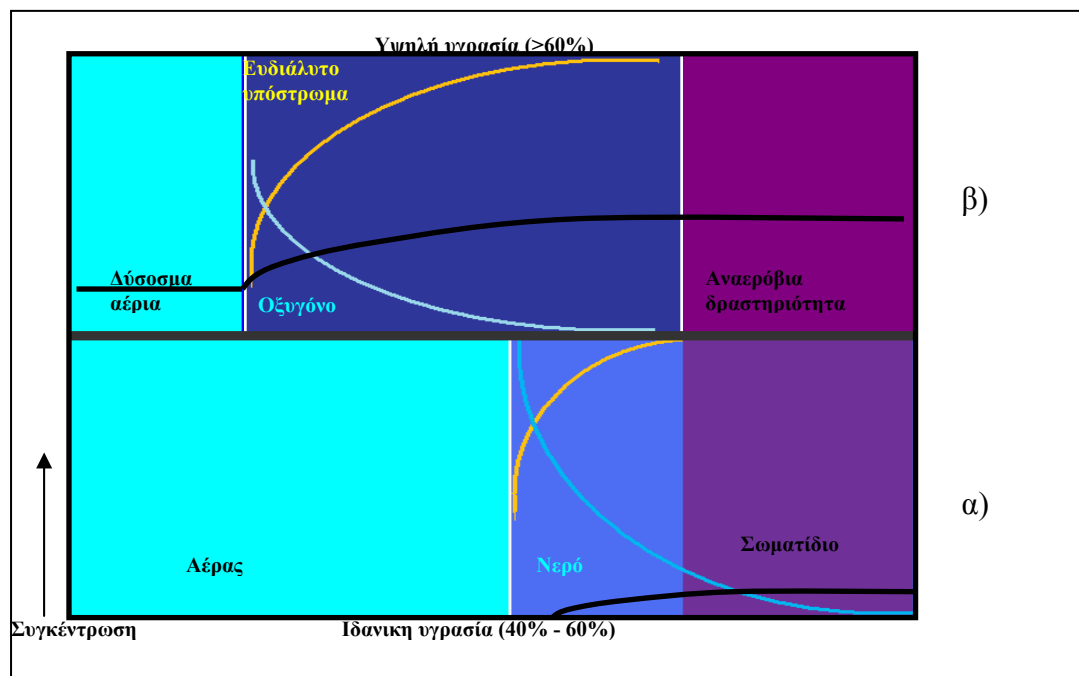 Υψηλή υγρασία (>60%)
Ευδιάλυτο
υπόστρωμα
β)
Δύσοσμα
αέρια
Οξυγόνο
Αναερόβια
δραστηριότητα
α)
Αέρας
Νερό
Σωματίδιο
Συγκέντρωση
Ιδανικη υγρασία (40% - 60%)